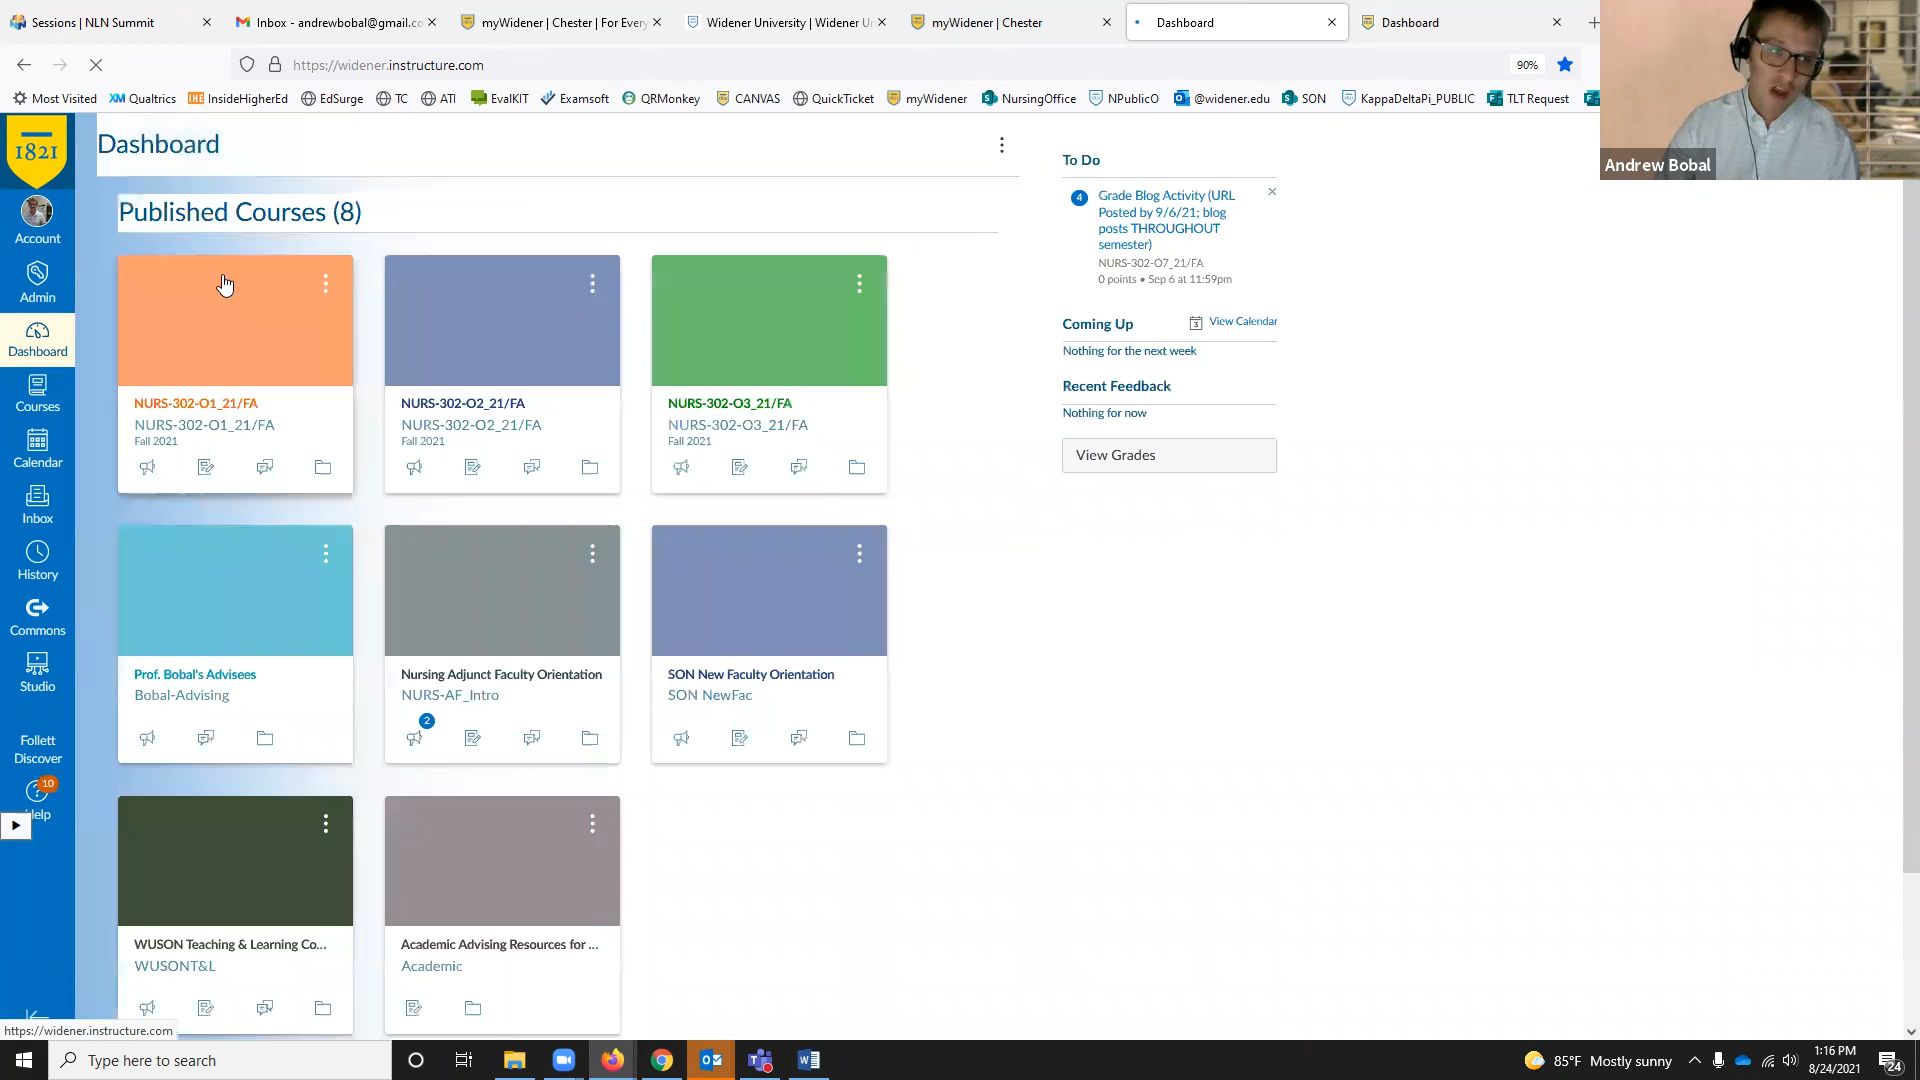 Sessions | NLN Summit
Inbox - andrewbobal@gmail.co
myWidener | Chester | For Every
Widener University | Widener U
myWidener | Chester
Dashboard
Dashboard
https://widener.instructure.com
90%
Most Visited
Qualtrics
InsideHigherEd
EdSurge
TC
ATI
EvalKIT
Examsoft
QRMonkey
CANVAS
QuickTicket
myWidener
NursingOffice
NPublicO
@widener.edu
SON
KappaDeltaPi_PUBLIC
TLT Request
Andrew Bobal
1821
Account
Admin
Dashboard
Courses
Calendar
Inbox
History
Commons
Studio
Follett
Discover
10
Help
Dashboard
Published Courses (8)
NURS-302-O1_21/FA
NURS-302-O1_21/FA
Fall 2021
NURS-302-O2_21/FA
NURS-302-O2_21/FA
Fall 2021
NURS-302-O3_21/FA
NURS-302-O3_21/FA
Fall 2021
Prof. Bobal's Advisees
Bobal-Advising
Nursing Adjunct Faculty Orientation
NURS-AF_Intro
2
SON New Faculty Orientation
SON NewFac
WUSON Teaching & Learning Co...
WUSONT&L
Academic Advising Resources for ...
Academic
To Do
4
Grade Blog Activity (URL
Posted by 9/6/21; blog
posts THROUGHOUT
semester)
NURS-302-O7_21/FA
0 points • Sep 6 at 11:59pm
Coming Up
View Calendar
Nothing for the next week
Recent Feedback
Nothing for now
View Grades
https://widener.instructure.com
Type here to search
85°F Mostly sunny
1:16 PM
8/24/2021
24